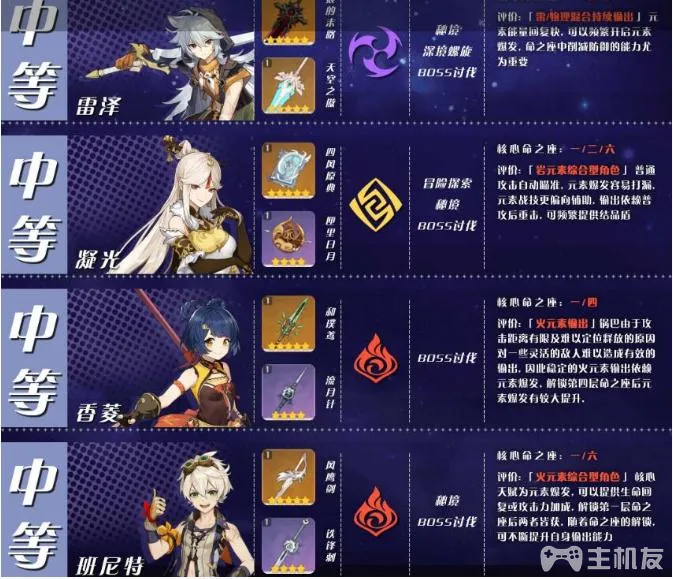 中等
雷泽
的末路
天空之傲
秘境
深境螺旋
BOSS讨伐
评价：「雷/物理混合持续输出」元
素能量回复快，可以频繁开启元素
爆发，命之座中削减防御的能力尤
为重要
中等
凝光
四风原典
匣里日月
冒险探索
秘境
BOSS讨伐
核心命之座：一/二/六
评价：「岩元素综合型角色」普通
攻击自动瞄准，元素爆发容易打漏，
元素战技更偏向辅助，输出依赖普
攻后重击，可频繁提供结晶盾
中等
香菱
和璞鸢
流月针
BOSS讨伐
核心命之座：一/四
评价：「火元素输出」锅巴由于攻
击距离有限及难以定位释放的原因
对一些灵活的敌人难以造成有效的
输出，因此稳定的火元素输出依赖
元素爆发，解锁第四层命之座后元
素爆发有较大提升。
中等
班尼特
风鹰剑
铁蜂刺
秘境
BOSS讨伐
核心命之座：一/六
评价：「火元素综合型角色」核心
天赋为元素爆发，可以提供生命回
复或攻击力加成，解锁第一层命之
座后两者皆获，随着命之座的解锁，
可不断提升自身输出能力
主机友